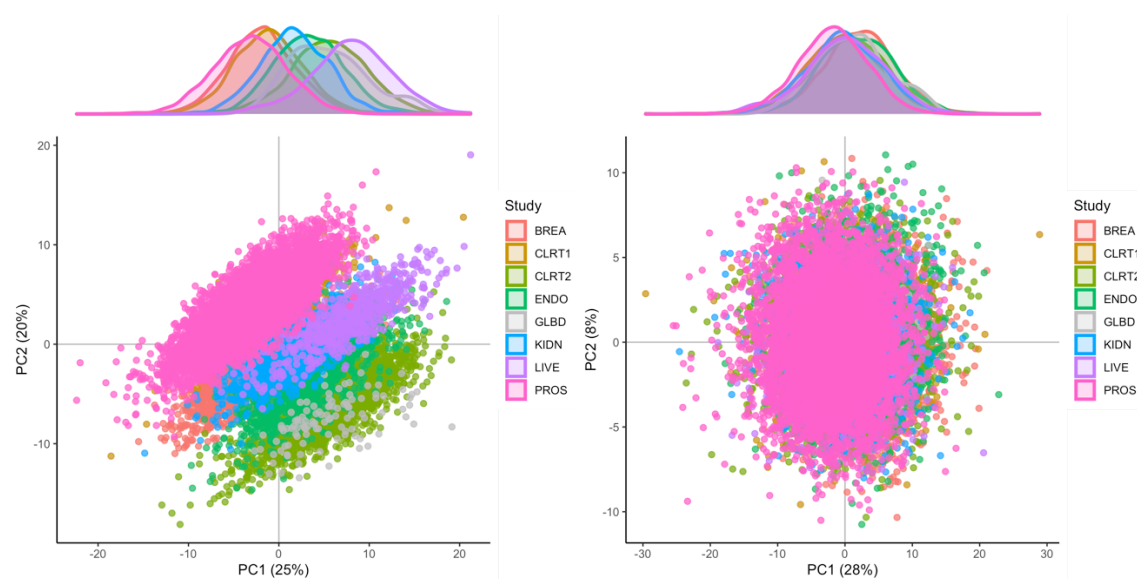 20
10
0
-10
-20
-10
0
10
20
PC2 (20%)
PC1 (25%)
Study
BREA
CLRT1
CLRT2
ENDO
GLBD
KIDN
LIVE
PROS
10
5
0
-5
-10
-30
-20
-10
0
10
20
30
PC2 (8%)
PC1 (28%)
Study
BREA
CLRT1
CLRT2
ENDO
GLBD
KIDN
LIVE
PROS